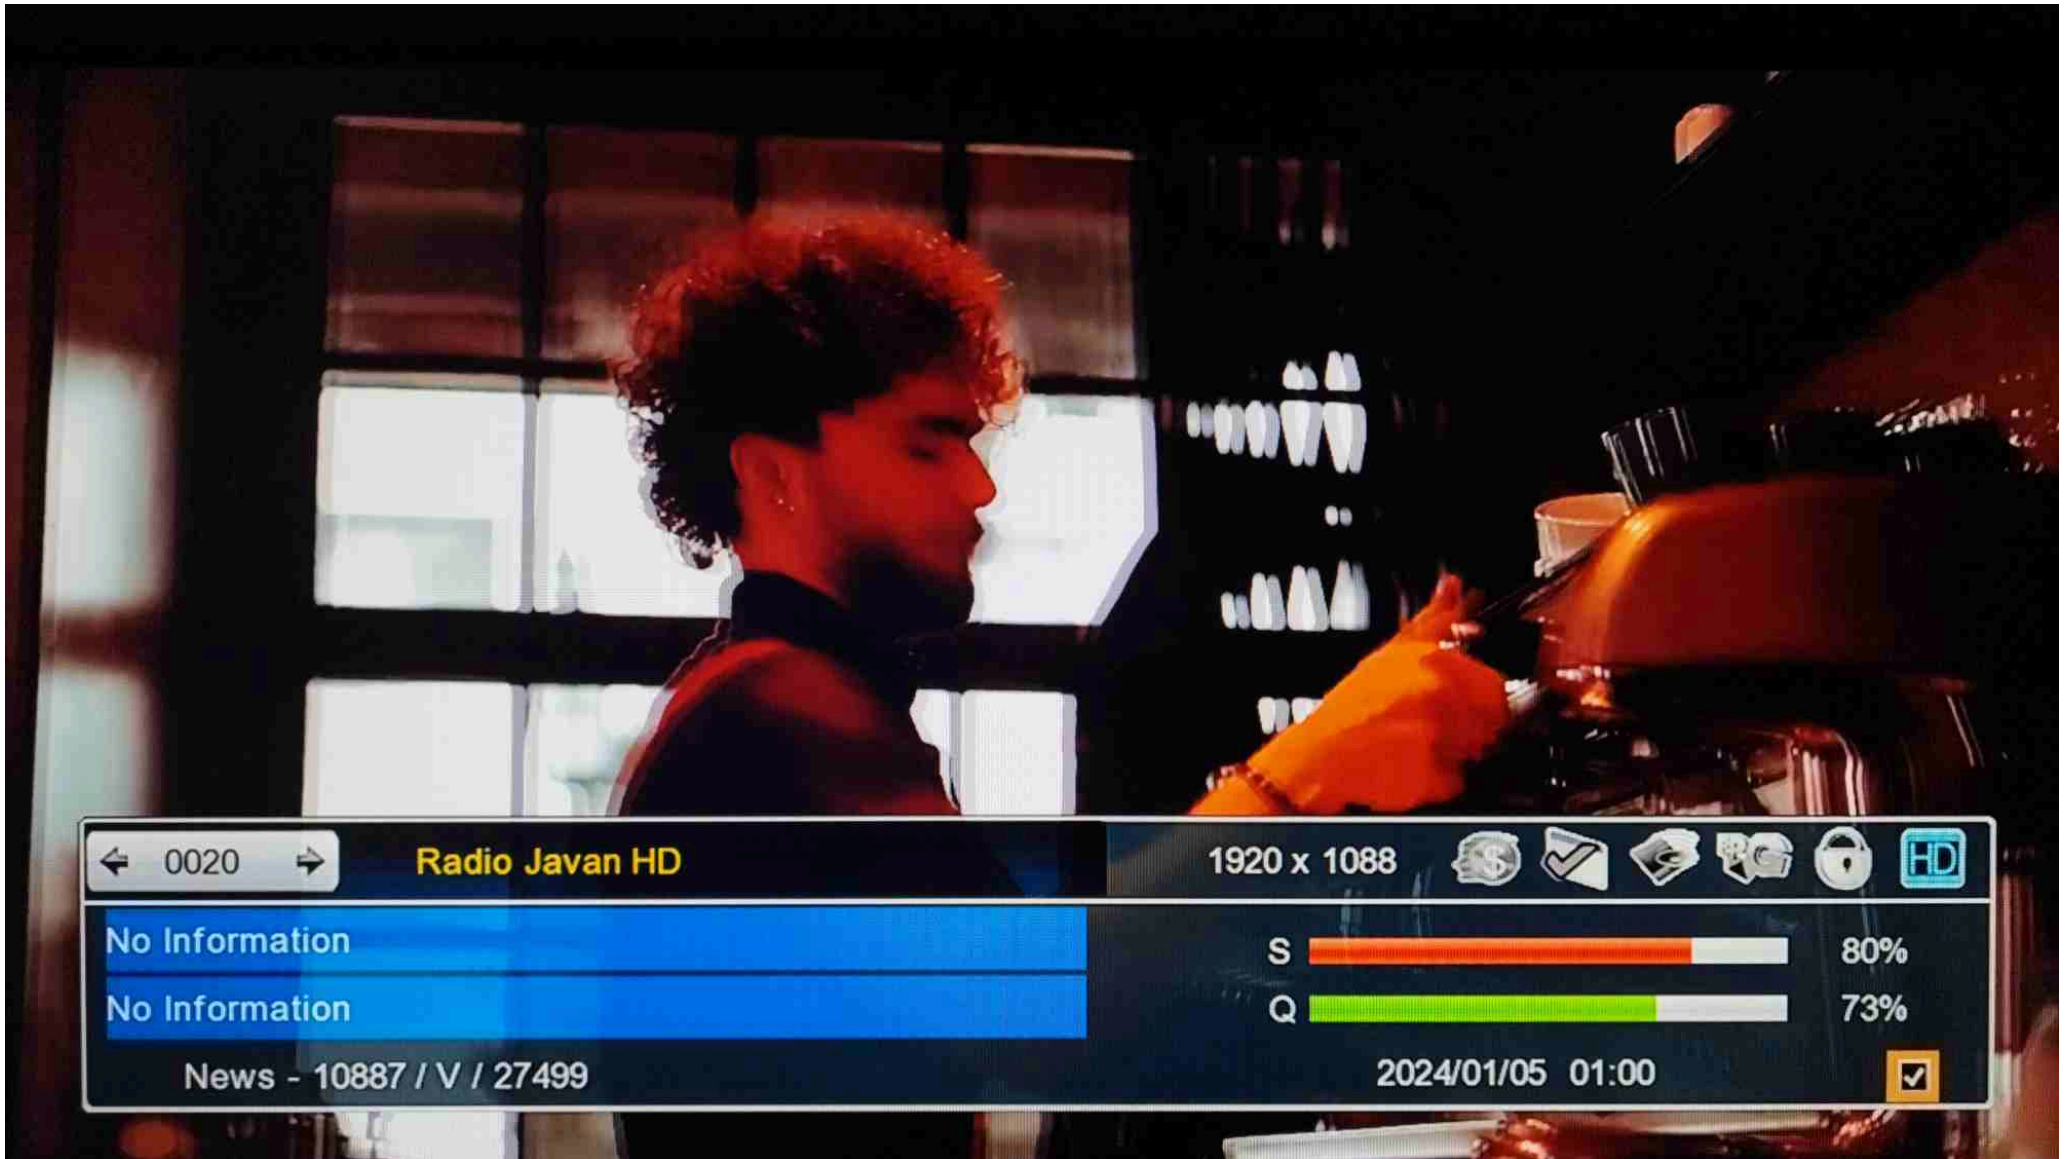 0020 Radio Javan HD 1920 x 1088 $ HD
No Information
S 80%
No Information
Q 73%
News - 10887 / V / 27499 2024/01/05 01:00